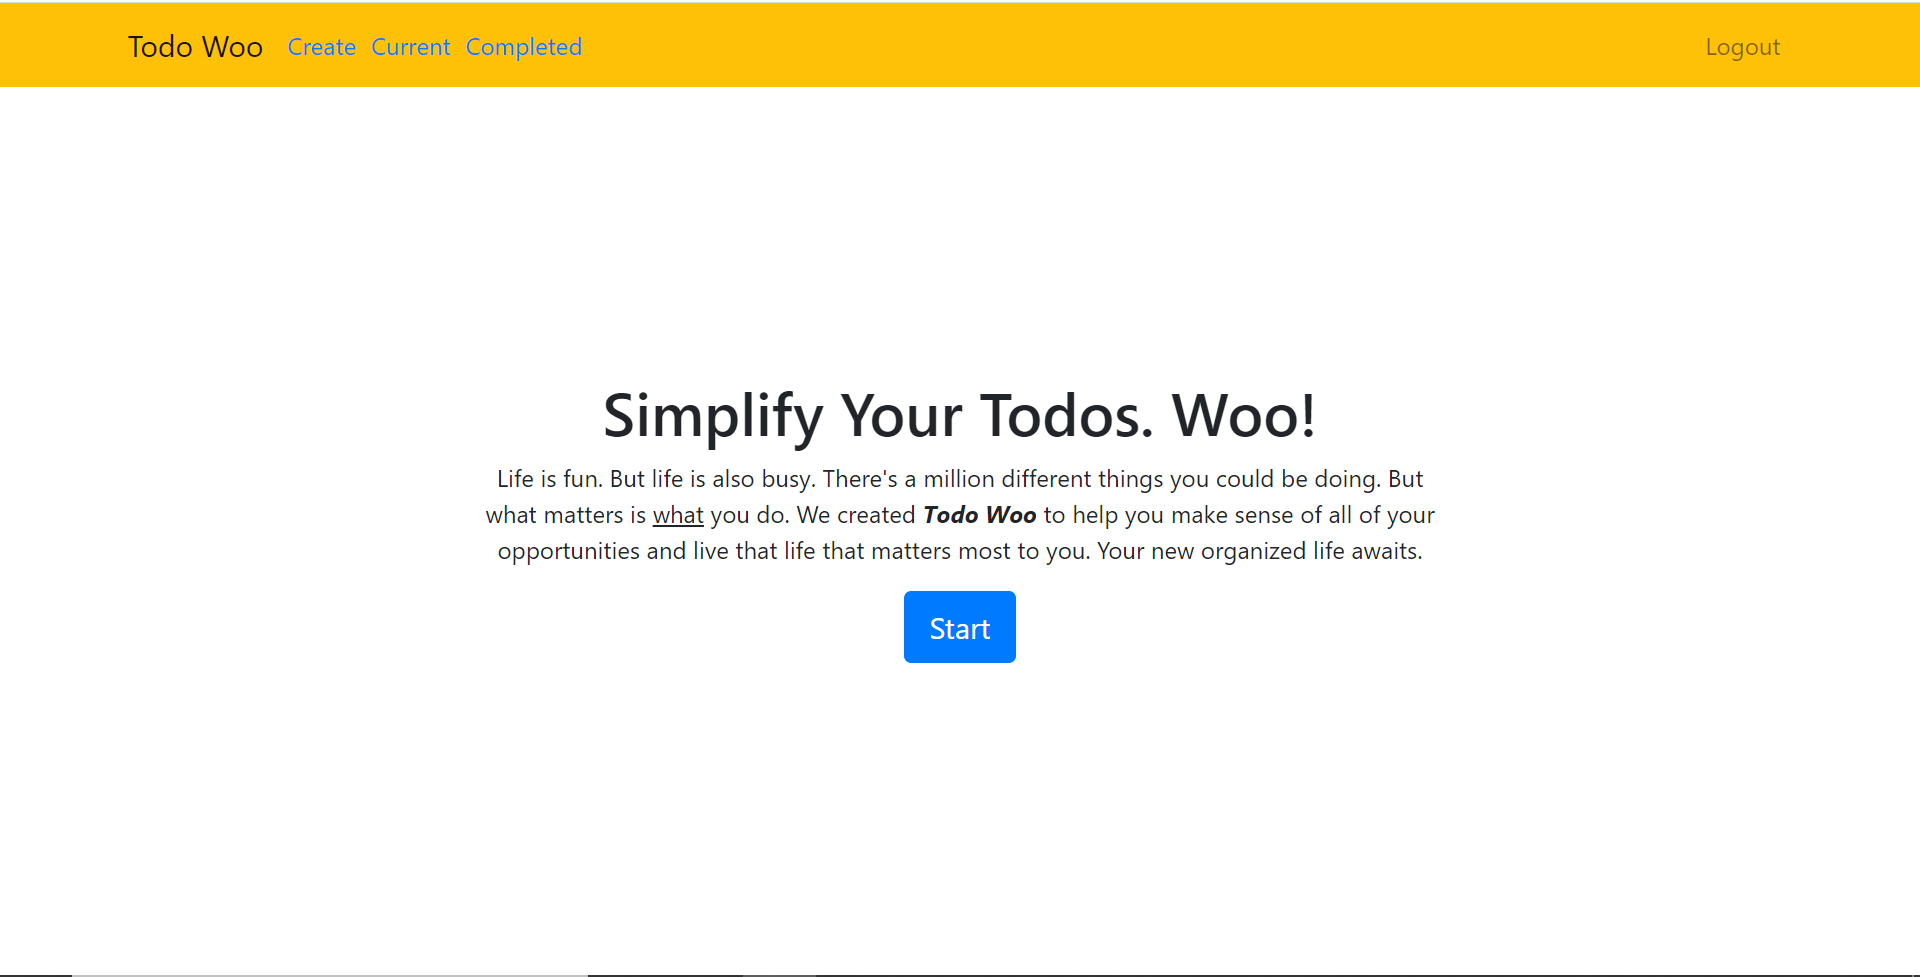 Todo Woo Create Current Completed Logout
Simplify Your Todos. Woo!
Life is fun. But life is also busy. There's a million different things you could be doing. But
what matters is what you do. We created Todo Woo to help you make sense of all of your
opportunities and live that life that matters most to you. Your new organized life awaits.
Start